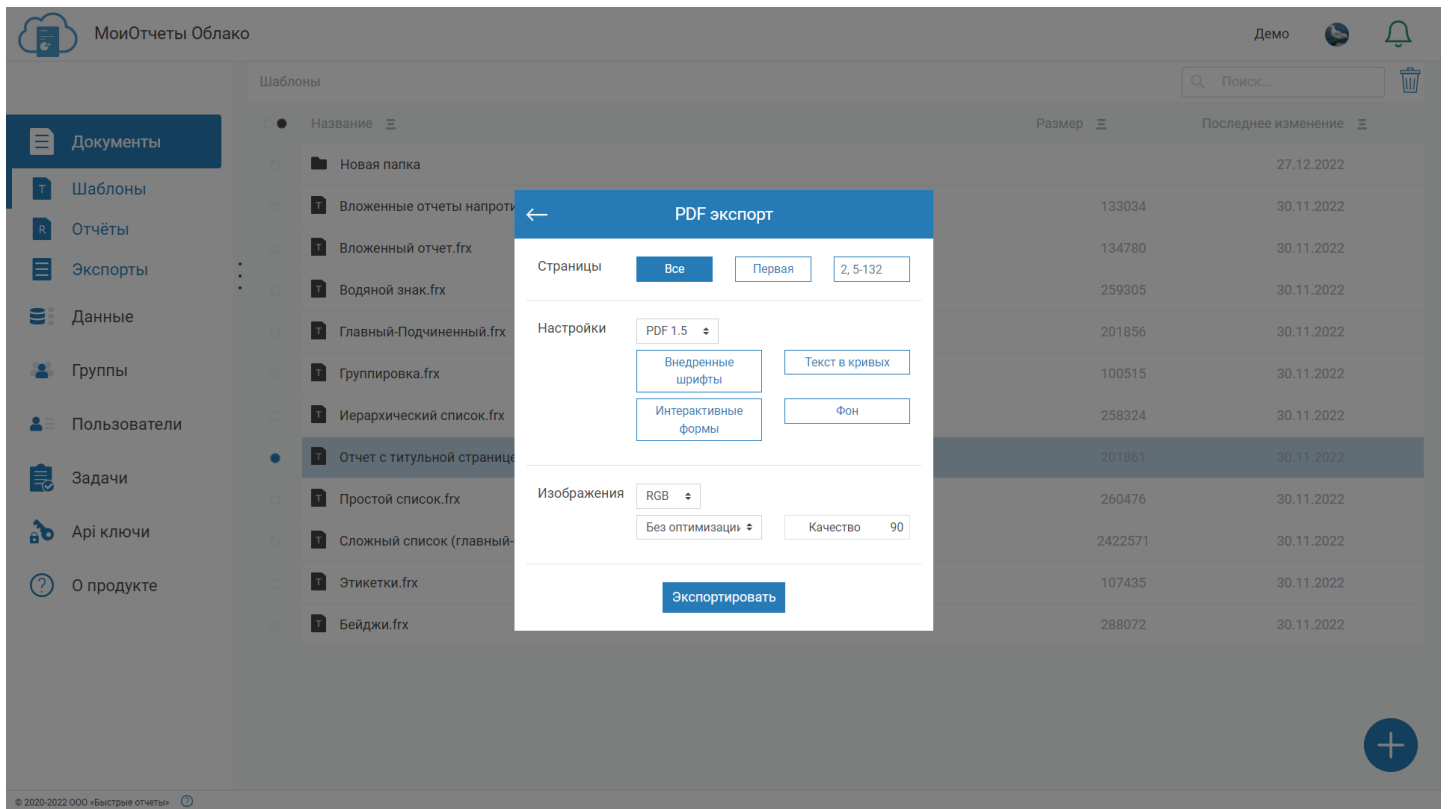 МоиОтчеты Облако
Демо
Шаблоны
Поиск...
Название
Размер
Последнее изменение
Документы
Шаблоны
Отчёты
Экспорты
Данные
Группы
Пользователи
Задачи
Api ключи
О продукте
Новая папка 27.12.2022
Вложенные отчеты напроти 133034 30.11.2022
Вложенный отчет.frx 134780 30.11.2022
Водяной знак.frx 259305 30.11.2022
Главный-Подчиненный.frx 201856 30.11.2022
Группировка.frx 100515 30.11.2022
Иерархический список.frx 258324 30.11.2022
Отчет с титульной странице 201861 30.11.2022
Простой список.frx 260476 30.11.2022
Сложный список (главный- 2422571 30.11.2022
Этикетки.frx 107435 30.11.2022
Бейджи.frx 288072 30.11.2022
PDF экспорт
Страницы Все Первая 2, 5-132
Настройки PDF 1.5
Внедренные
шрифты
Текст в кривых
Интерактивные
формы
Фон
Изображения RGB
Без оптимизаци Качество 90
Экспортировать
© 2020-2022 ООО «Быстрые отчеты» ?